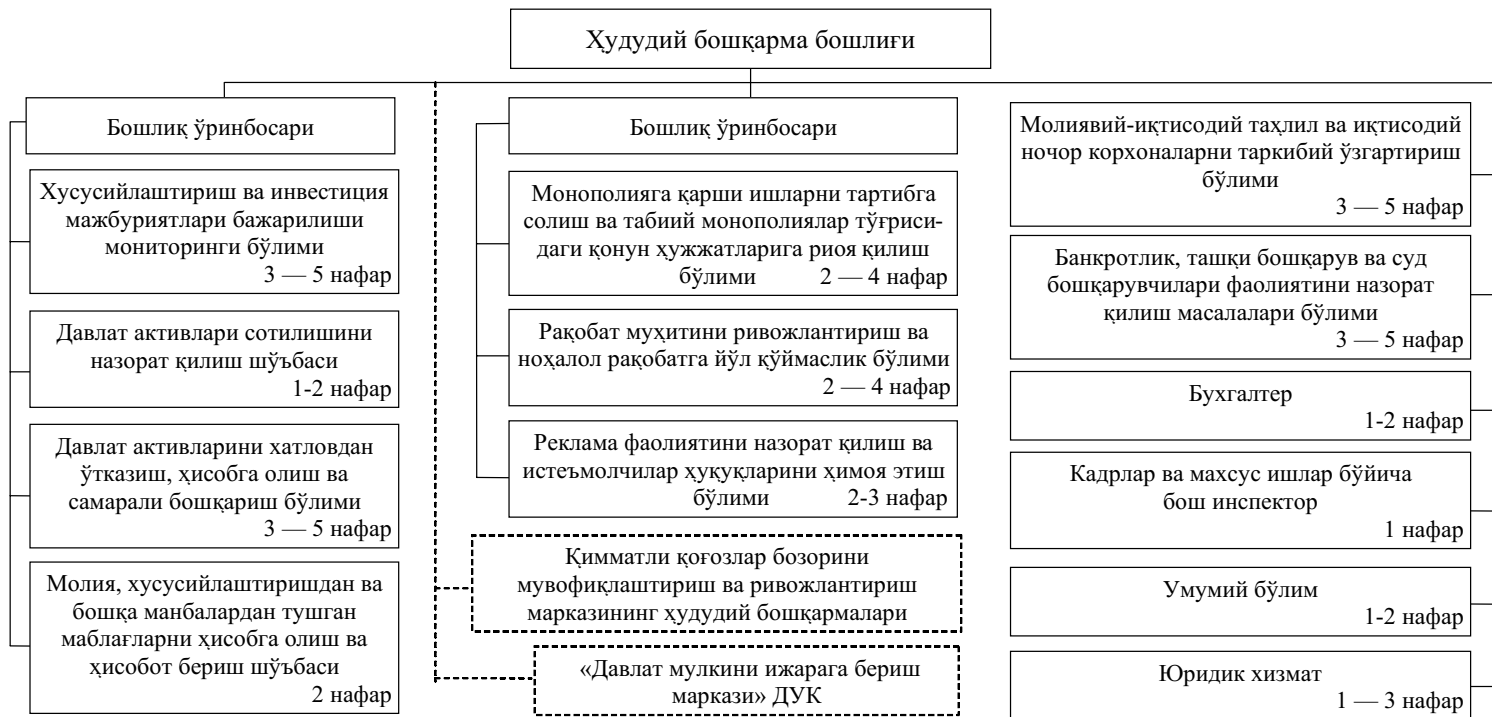 Ҳудудий бошқарма бошлиғи
Бошлиқ ўринбосари
Хусусийлаштириш ва инвестиция
мажбуриятлари бажарилиши
мониторинги бўлими
3 — 5 нафар
Давлат активлари сотилишини
назорат қилиш шўъбаси
1-2 нафар
Давлат активларини хатловдан
ўтказиш, ҳисобга олиш ва
самарали бошқариш бўлими
3 — 5 нафар
Молия, хусусийлаштиришдан ва
бошқа манбалардан тушган
маблағларни ҳисобга олиш ва
ҳисобот бериш шўъбаси
2 нафар
Бошлиқ ўринбосари
Монополияга қарши ишларни тартибга
солиш ва табиий монополиялар тўғриси-
даги қонун ҳужжатларига риоя қилиш
бўлими 2 — 4 нафар
Рақобат муҳитини ривожлантириш ва
ноҳалол рақобатга йўл қўймаслик бўлими
2 — 4 нафар
Реклама фаолиятини назорат қилиш ва
истеъмолчилар ҳуқуқларини ҳимоя этиш
бўлими 2-3 нафар
Қимматли қоғозлар бозорини
мувофиқлаштириш ва ривожлантириш
марказининг ҳудудий бошқармалари
«Давлат мулкини ижарага бериш
маркази» ДУК
Молиявий-иқтисодий таҳлил ва иқтисодий
ночор корхоналарни таркибий ўзгартириш
бўлими
3 — 5 нафар
Банкротлик, ташқи бошқарув ва суд
бошқарувчилари фаолиятини назорат
қилиш масалалари бўлими
3 — 5 нафар
Бухгалтер
1-2 нафар
Кадрлар ва махсус ишлар бўйича
бош инспектор
1 нафар
Умумий бўлим
1-2 нафар
Юридик хизмат
1 — 3 нафар